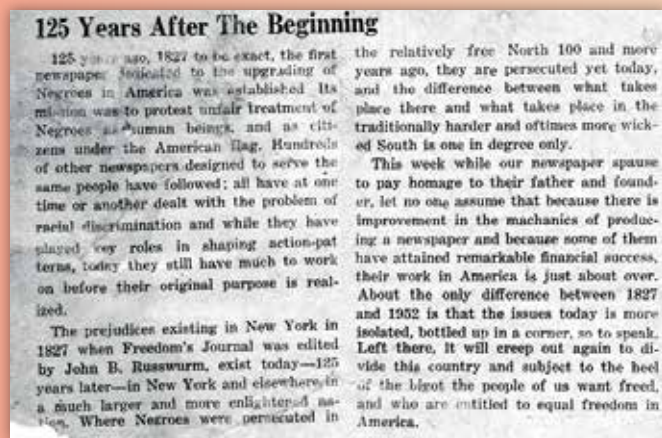 125 Years After The Beginning
125 years ago, 1827 to be exact, the first
newspaper dedicated to the upgrading of
Negroes in America was established. Its
mission was to protest unfair treatment of
Negroes as human beings, and as citi-
zens under the American flag. Hundreds
of other newspapers designed to serve the
same people have followed; all have at one
time or another dealt with the problem of
racial discrimination and while they have
played key roles in shaping action-pat
terns, today they still have much to work
on before their original purpose is real-
ized.
The prejudices existing in New York in
1827 when Freedom's Journal was edited
by John B. Russwurm, exist today—125
years later—in New York and elsewhere, in
a much larger and more enlightered na-
tion. Where Negroes were persecuted in
the relatively free North 100 and more
years ago, they are persecuted yet today,
and the difference between what takes
place there and what takes place in the
traditionally harder and oftimes more wick-
ed South is one in degree only.
This week while our newspaper spause
to pay homage to their father and found-
er, let no one assume that because there is
improvement in the machanics of produc-
ing a newspaper and because some of them
have attained remarkable financial success,
their work in America is just about over.
About the only difference between 1827
and 1952 is that the issues today is more
isolated, bottled up in a corner, so to speak.
Left there, it will creep out again to di-
vide this country and subject to the heel
of the bigot the people of us want freed,
and who are entitled to equal freedom in
America.